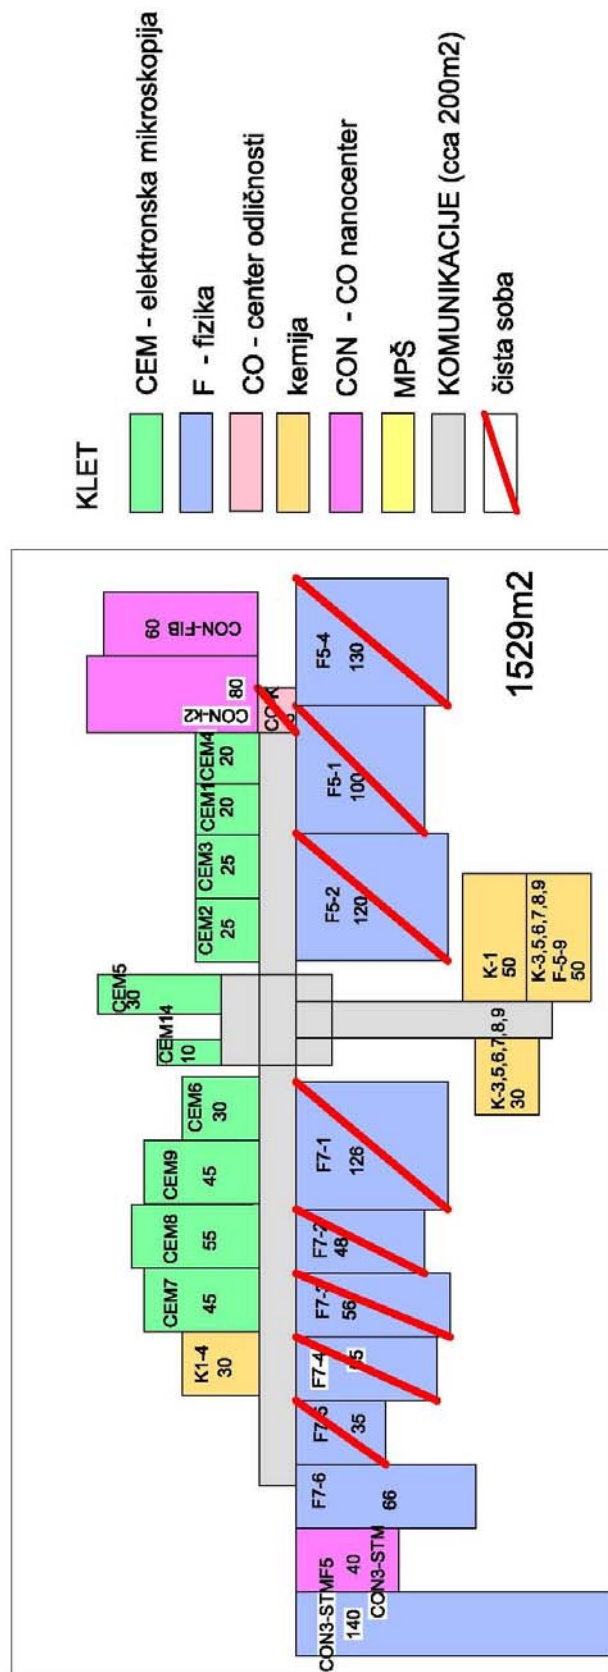 KLET
CEM - elektronska mikroskopija
F - fizika
CO - center odličnosti
kemija
CON - CO nanocenter
MPŠ
KOMUNIKACIJE (cca 200m2)
čista soba
CON-FIB
60
CON-K2
80
CEM4
20
CEM1
20
CEM3
25
CEM2
25
CEM5
30
CEM14
10
CEM6
30
CEM9
45
CEM8
55
CEM7
45
K1-4
30
F5-4
130
F5-1
100
F5-2
120
K-1
50
K-3,5,6,7,8,9
F-5-9
50
K-3,5,6,7,8,9
30
F7-1
126
F7-2
48
F7-3
56
F7-4
F7-5
35
F7-6
66
CON3-STM
40
CON3-STMF5
140
1529m2